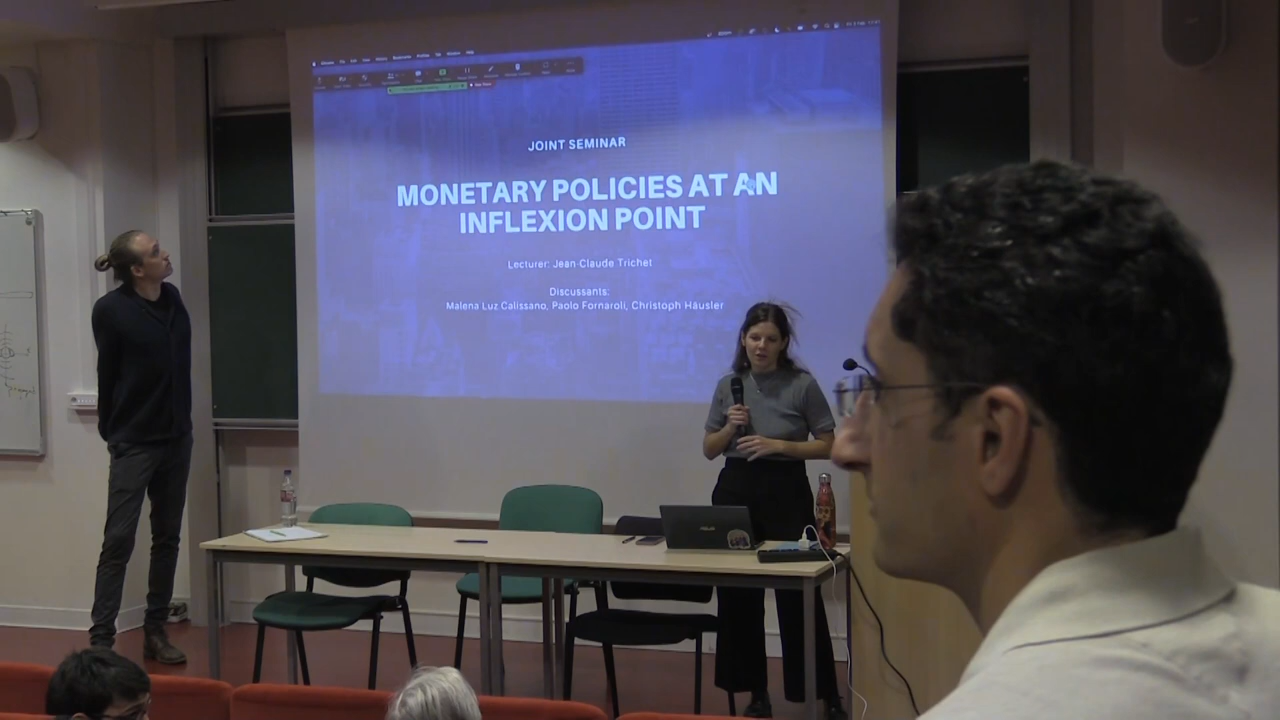 JOINT SEMINAR
MONETARY POLICIES AT AN
INFLEXION POINT
Lecturer: Jean-Claude Trichet
Discussants:
Malena Luz Calissano, Paolo Fornaroli, Christoph Häusler
ASUS